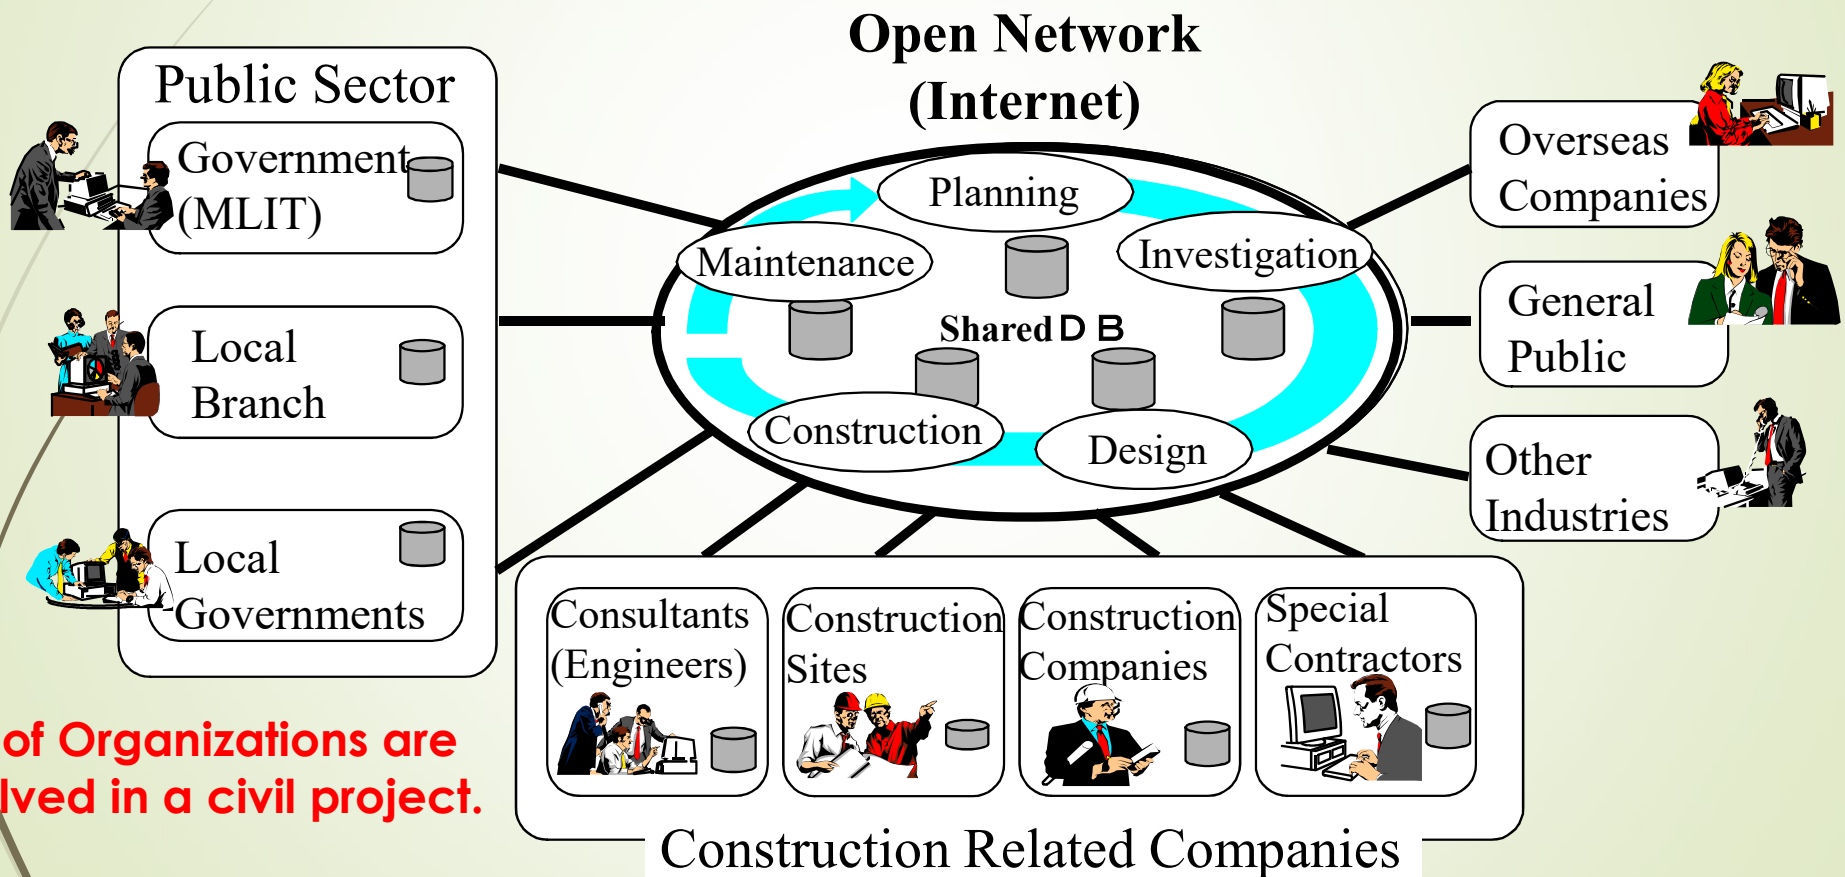 Open Network
(Internet)
Public Sector
Government
(MLIT)
Local
Branch
Local
Governments
Planning
Maintenance
Investigation
Shared D B
Construction
Design
Overseas
Companies
General
Public
Other
Industries
Consultants
(Engineers)
Construction
Sites
Construction
Companies
Special
Contractors
Construction Related Companies
of Organizations are
lved in a civil project.